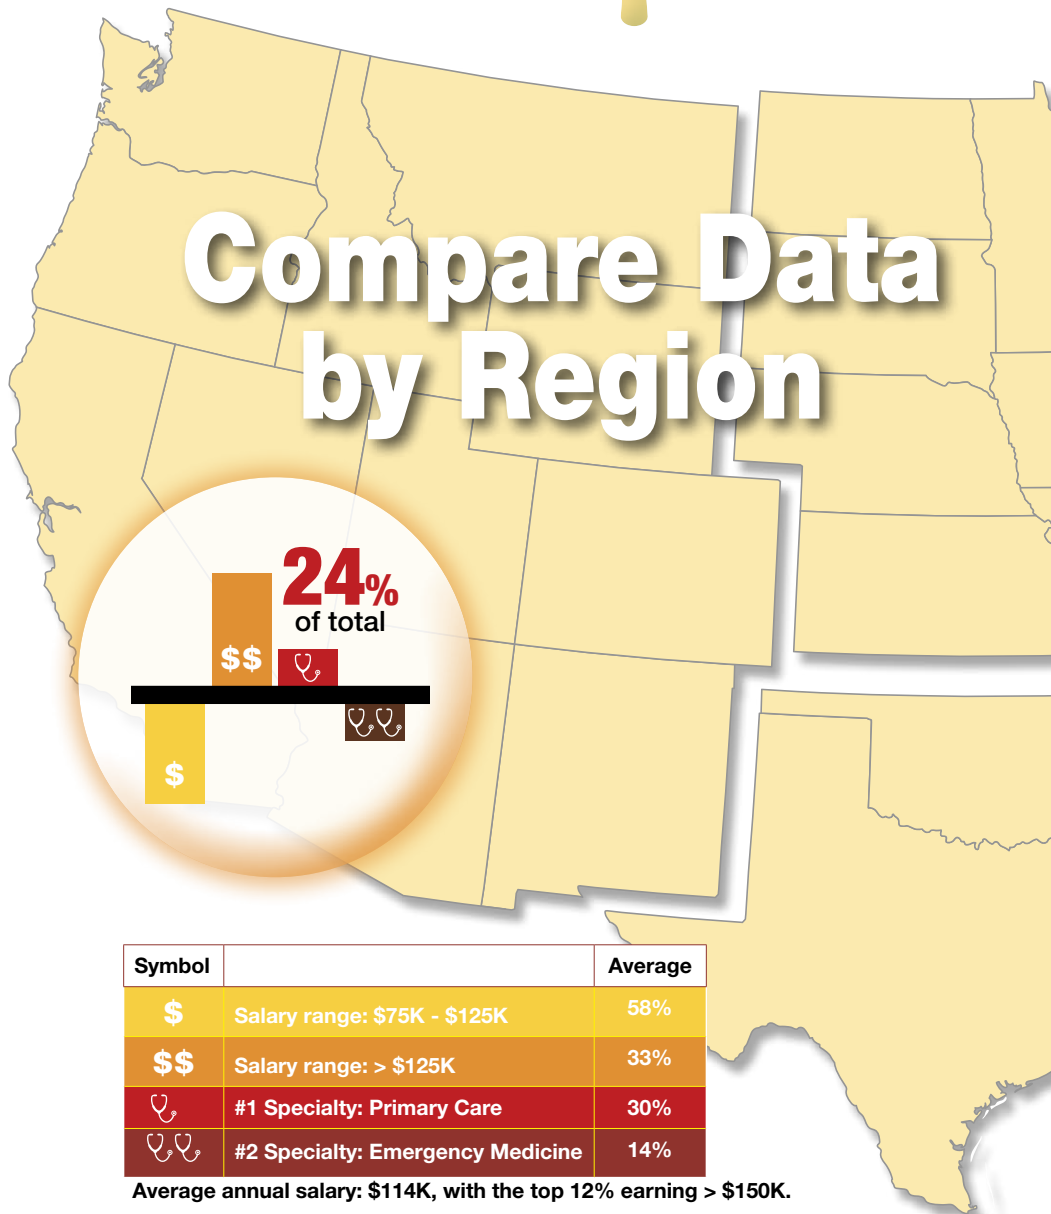 Compare Data
by Region
24%
of total
$$
$
Symbol Average
$ Salary range: $75K - $125K 58%
$$ Salary range: > $125K 33%
#1 Specialty: Primary Care 30%
#2 Specialty: Emergency Medicine 14%
Average annual salary: $114K, with the top 12% earning > $150K.